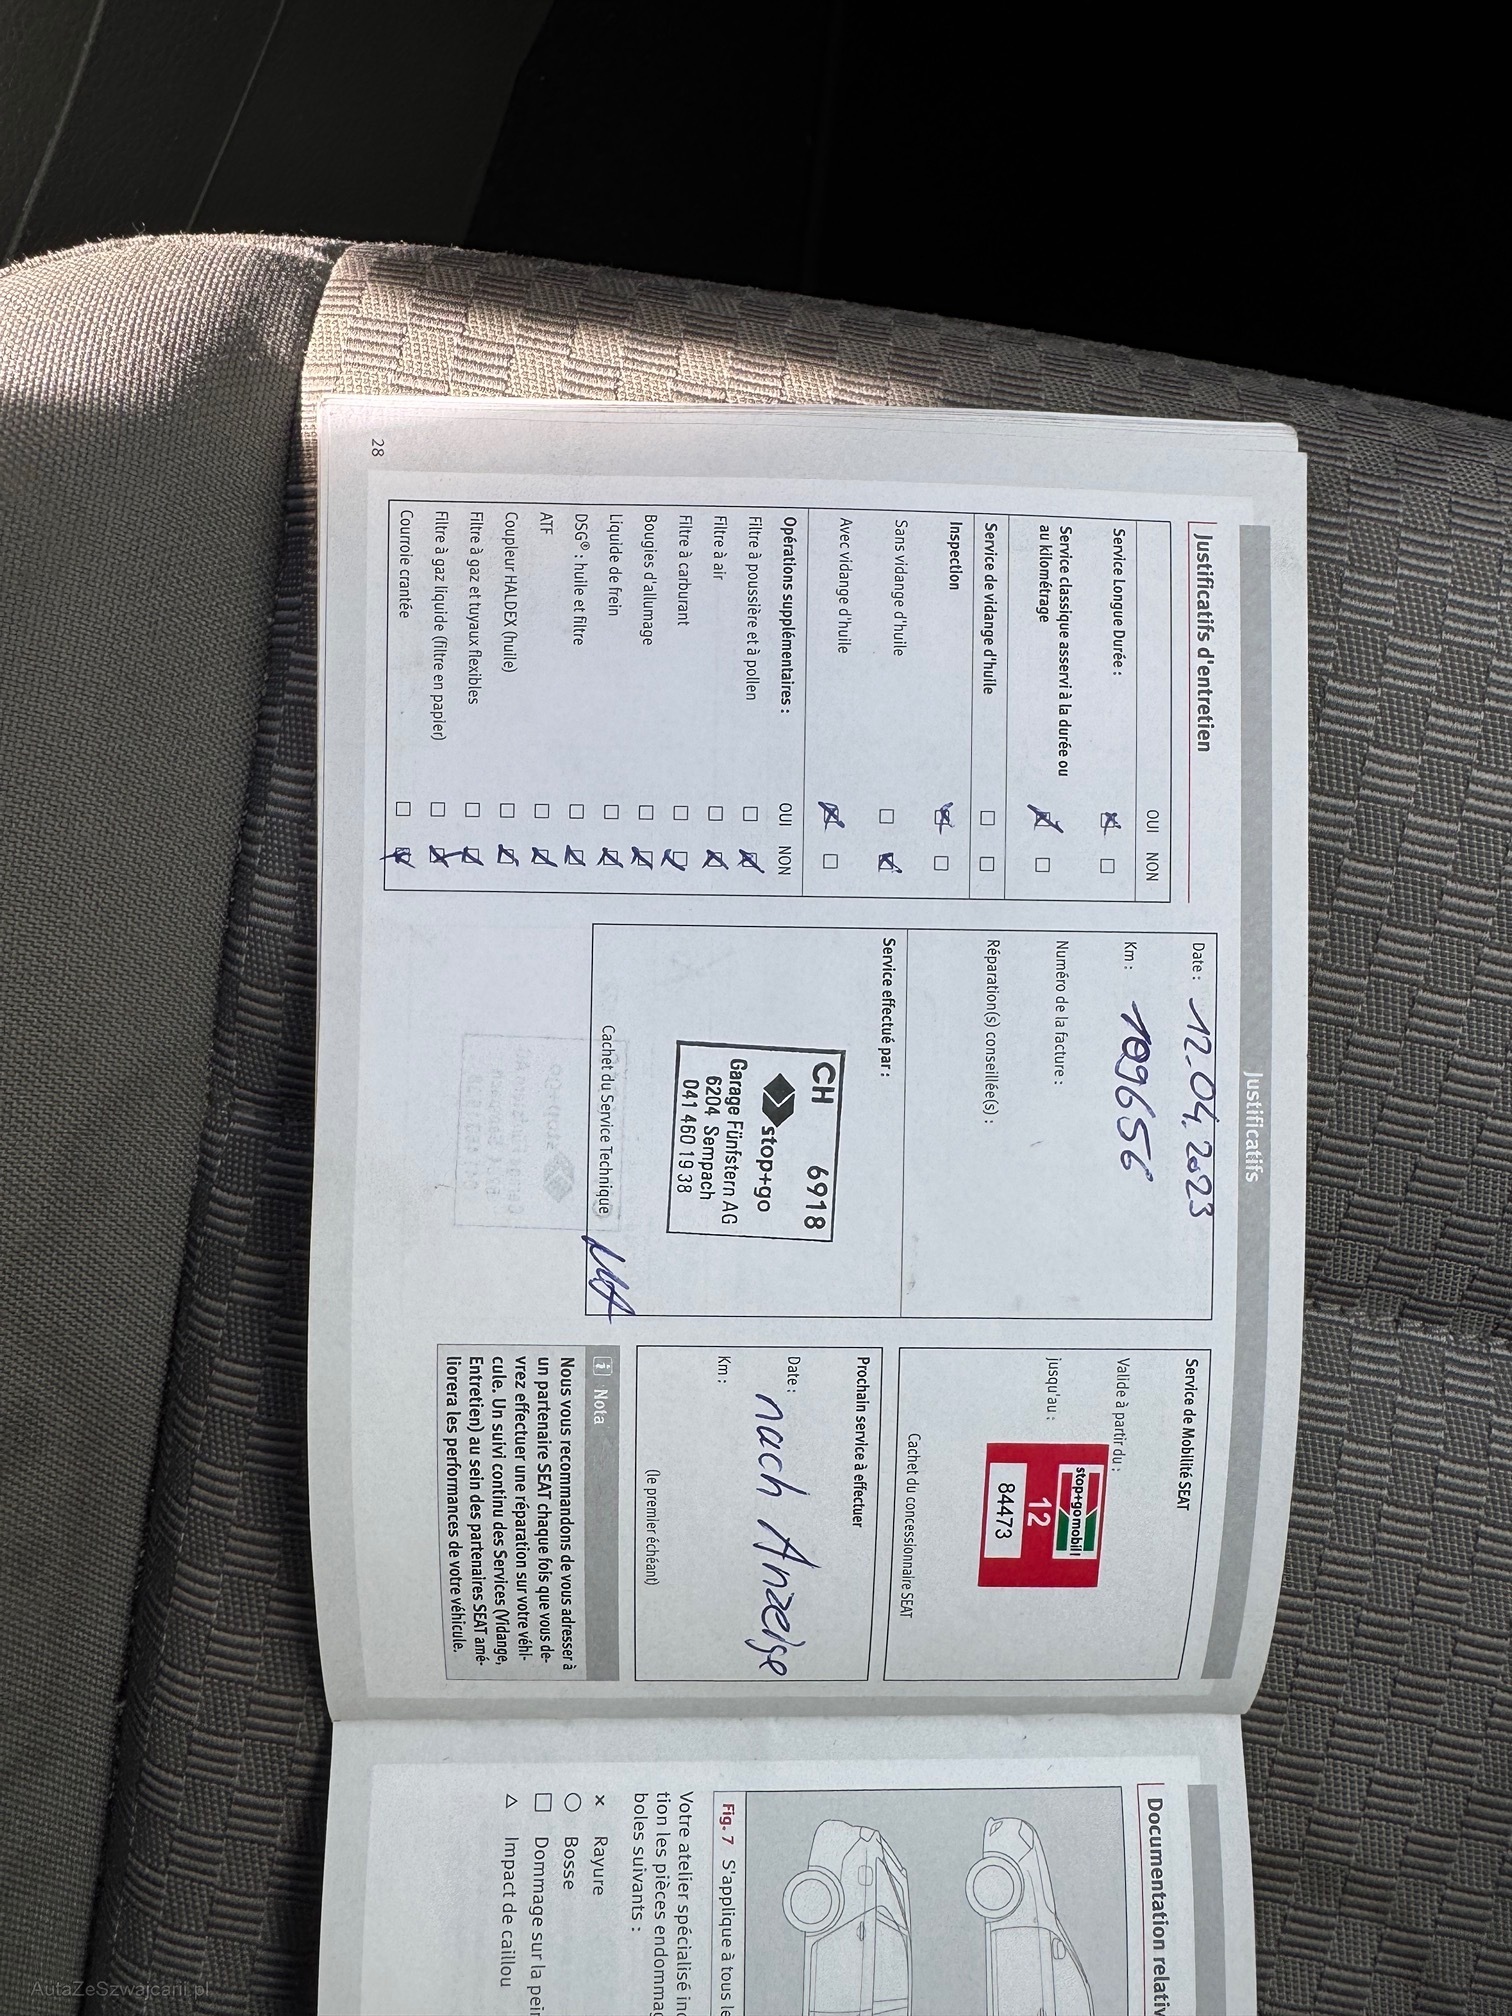 Justificatifs
Justificatifs d'entretien
OUI NON
Service Longue Durée :
Service classique asservi à la durée ou
au kilométrage
Service de vidange d'huile
Inspection
Sans vidange d'huile
Avec vidange d'huile
Opérations supplémentaires : OUI NON
Filtre à poussière et à pollen
Filtre à air
Filtre à carburant
Bougies d'allumage
Liquide de frein
DSG® : huile et filtre
ATF
Coupleur HALDEX (huile)
Filtre à gaz et tuyaux flexibles
Filtre à gaz liquide (filtre en papier)
Courroie crantée
28
Date : 12.04.2023
Km : 109656
Numéro de la facture :
Réparation(s) conseillée(s) :
Service effectué par :
CH 6918
stop+go
Garage Fünfstern AG
6204 Sempach
041 460 19 38
Cachet du Service Technique
Service de Mobilité SEAT
Valide à partir du :
jusqu'au :
stop+gomobil!
12
84473
Cachet du concessionnaire SEAT
Prochain service à effectuer
Date : nach Anzeige
Km :
(le premier échéant)
i Nota
Nous vous recommandons de vous adresser à
un partenaire SEAT chaque fois que vous de-
vrez effectuer une réparation sur votre véhi-
cule. Un suivi continu des Services (Vidange,
Entretien) au sein des partenaires SEAT amé-
liorera les performances de votre véhicule.
Documentation relativ
Fig. 7 S'applique à tous le
Votre atelier spécialisé ind
tion les pièces endommag
boles suivants :
× Rayure
○ Bosse
□ Dommage sur la pein
△ Impact de caillou
AutaZeSzwajcarii.pl